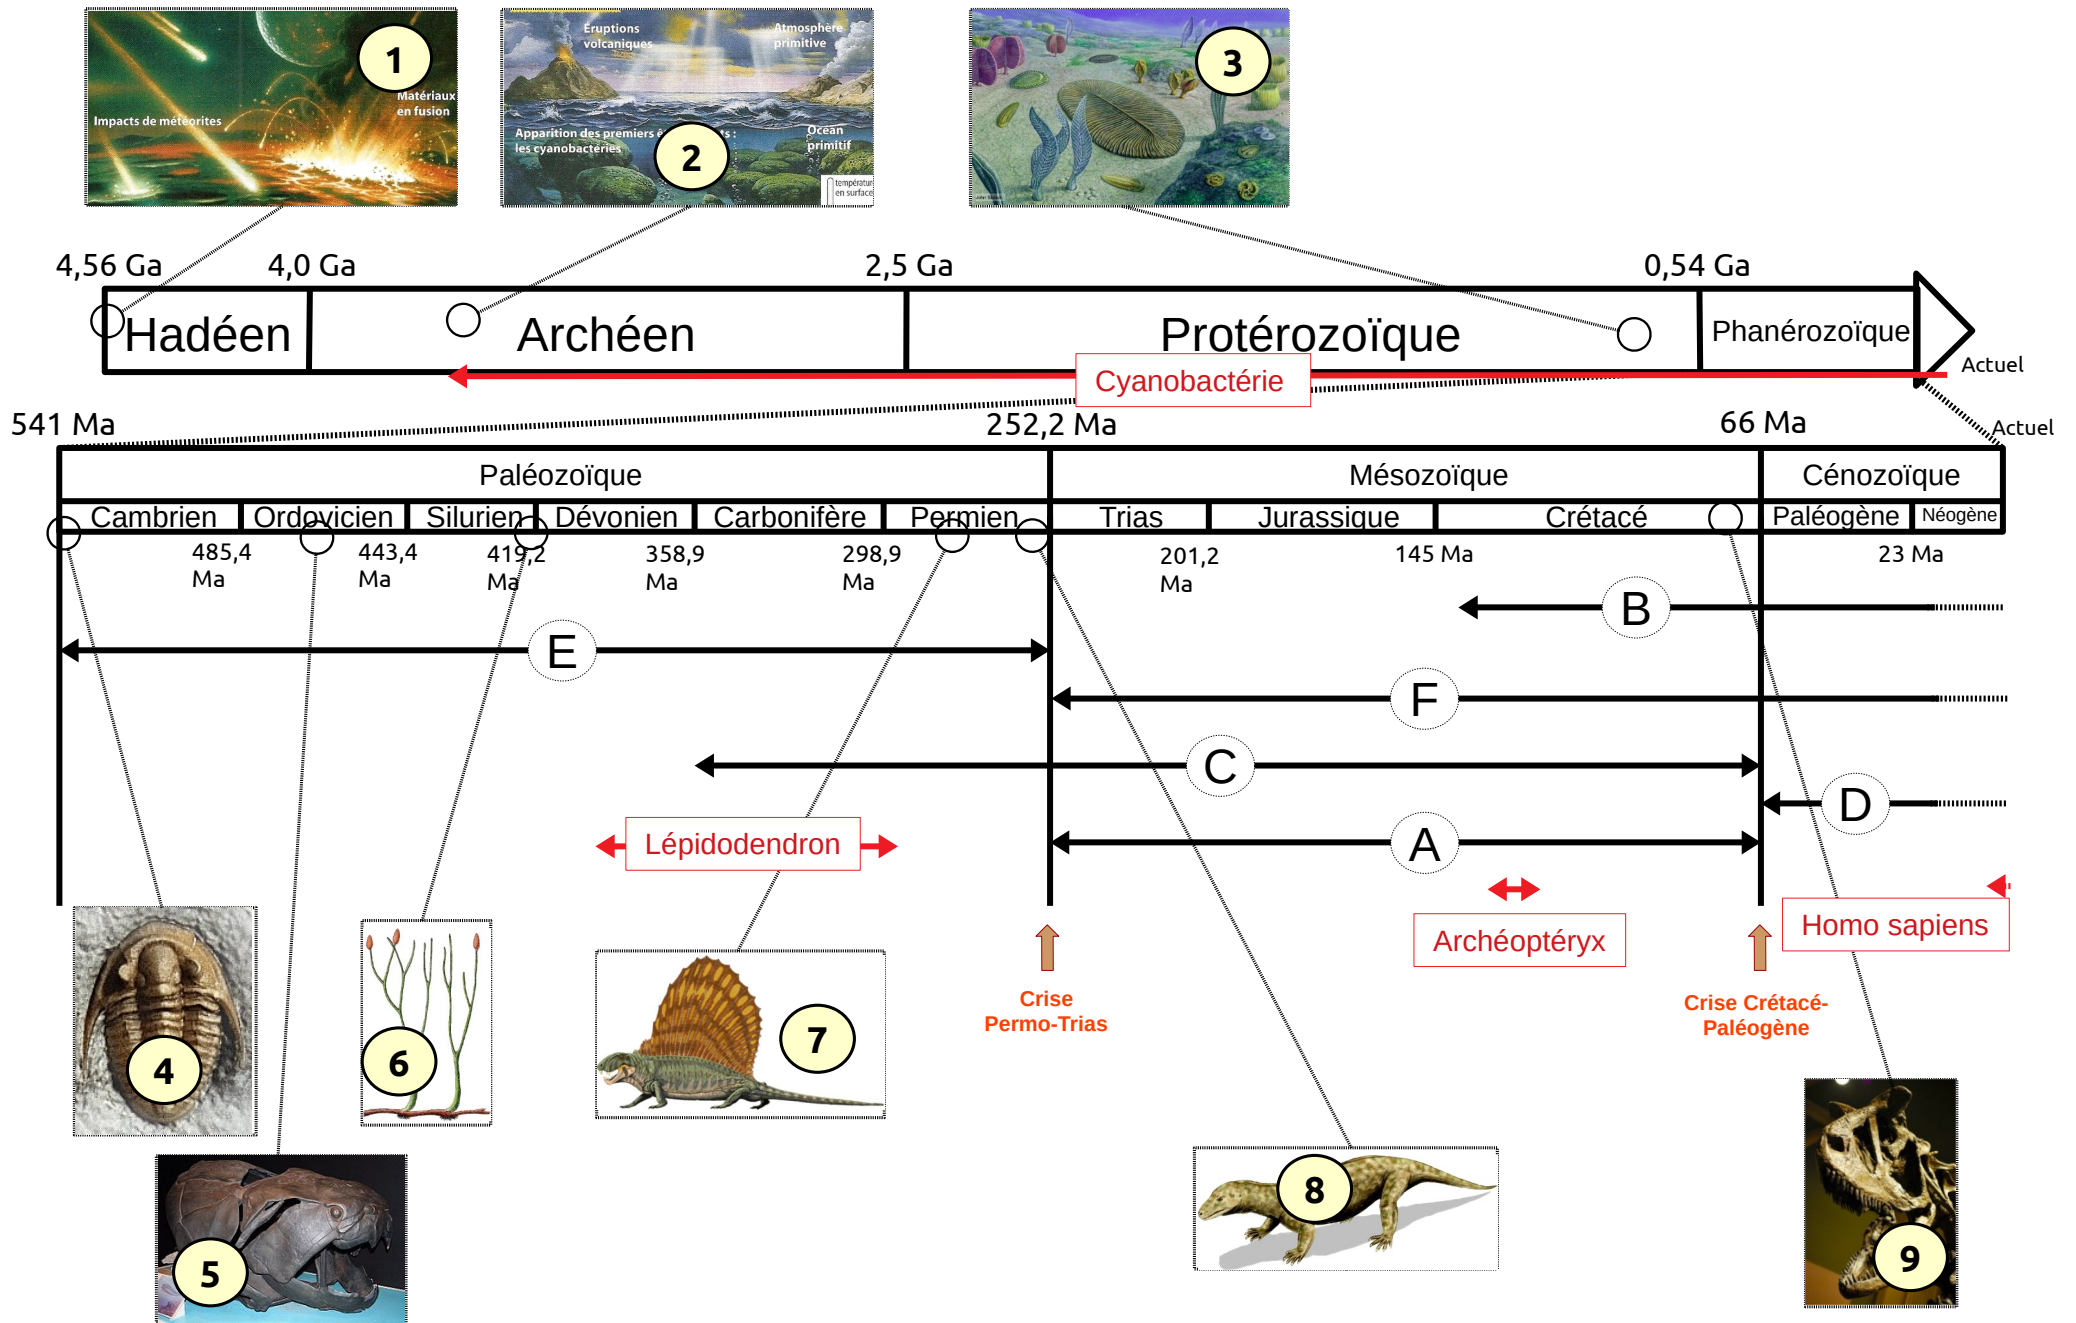 1
Matériaux
en fusion
Impacts de météorites
Éruptions
volcaniques
Atmosphère
primitive
Apparition des premiers ê
ts :
les cyanobactéries
Océan
primitif
2
température
en surface
3
4,56 Ga
4,0 Ga
2,5 Ga
0,54 Ga
Hadéen
Archéen
Protérozoïque
Phanérozoïque
Actuel
Cyanobactérie
541 Ma
252,2 Ma
66 Ma
Actuel
Paléozoïque
Mésozoïque
Cénozoïque
Cambrien
Ordovicien
Silurien
Dévonien
Carbonifère
Permien
Trias
Jurassique
Crétacé
Paléogène
Néogène
485,4
Ma
443,4
Ma
419,2
Ma
358,9
Ma
298,9
Ma
201,2
Ma
145 Ma
23 Ma
B
E
F
C
D
A
Lépidodendron
Archéoptéryx
Homo sapiens
Crise
Permo-Trias
Crise Crétacé-
Paléogène
4
5
6
7
8
9